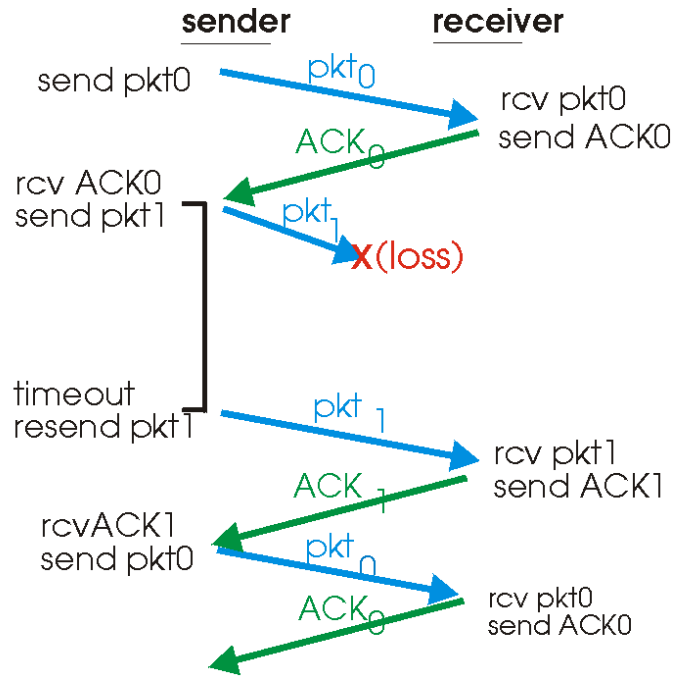 sender
receiver
send pkt0
pkt0
rcv pkt0
send ACK0
ACK0
rcv ACK0
send pkt1
pkt1
X(loss)
timeout
resend pkt1
pkt 1
rcv pkt1
send ACK1
ACK 1
rcvACK1
send pkt0
pkt 0
rcv pkt0
send ACK0
ACK0